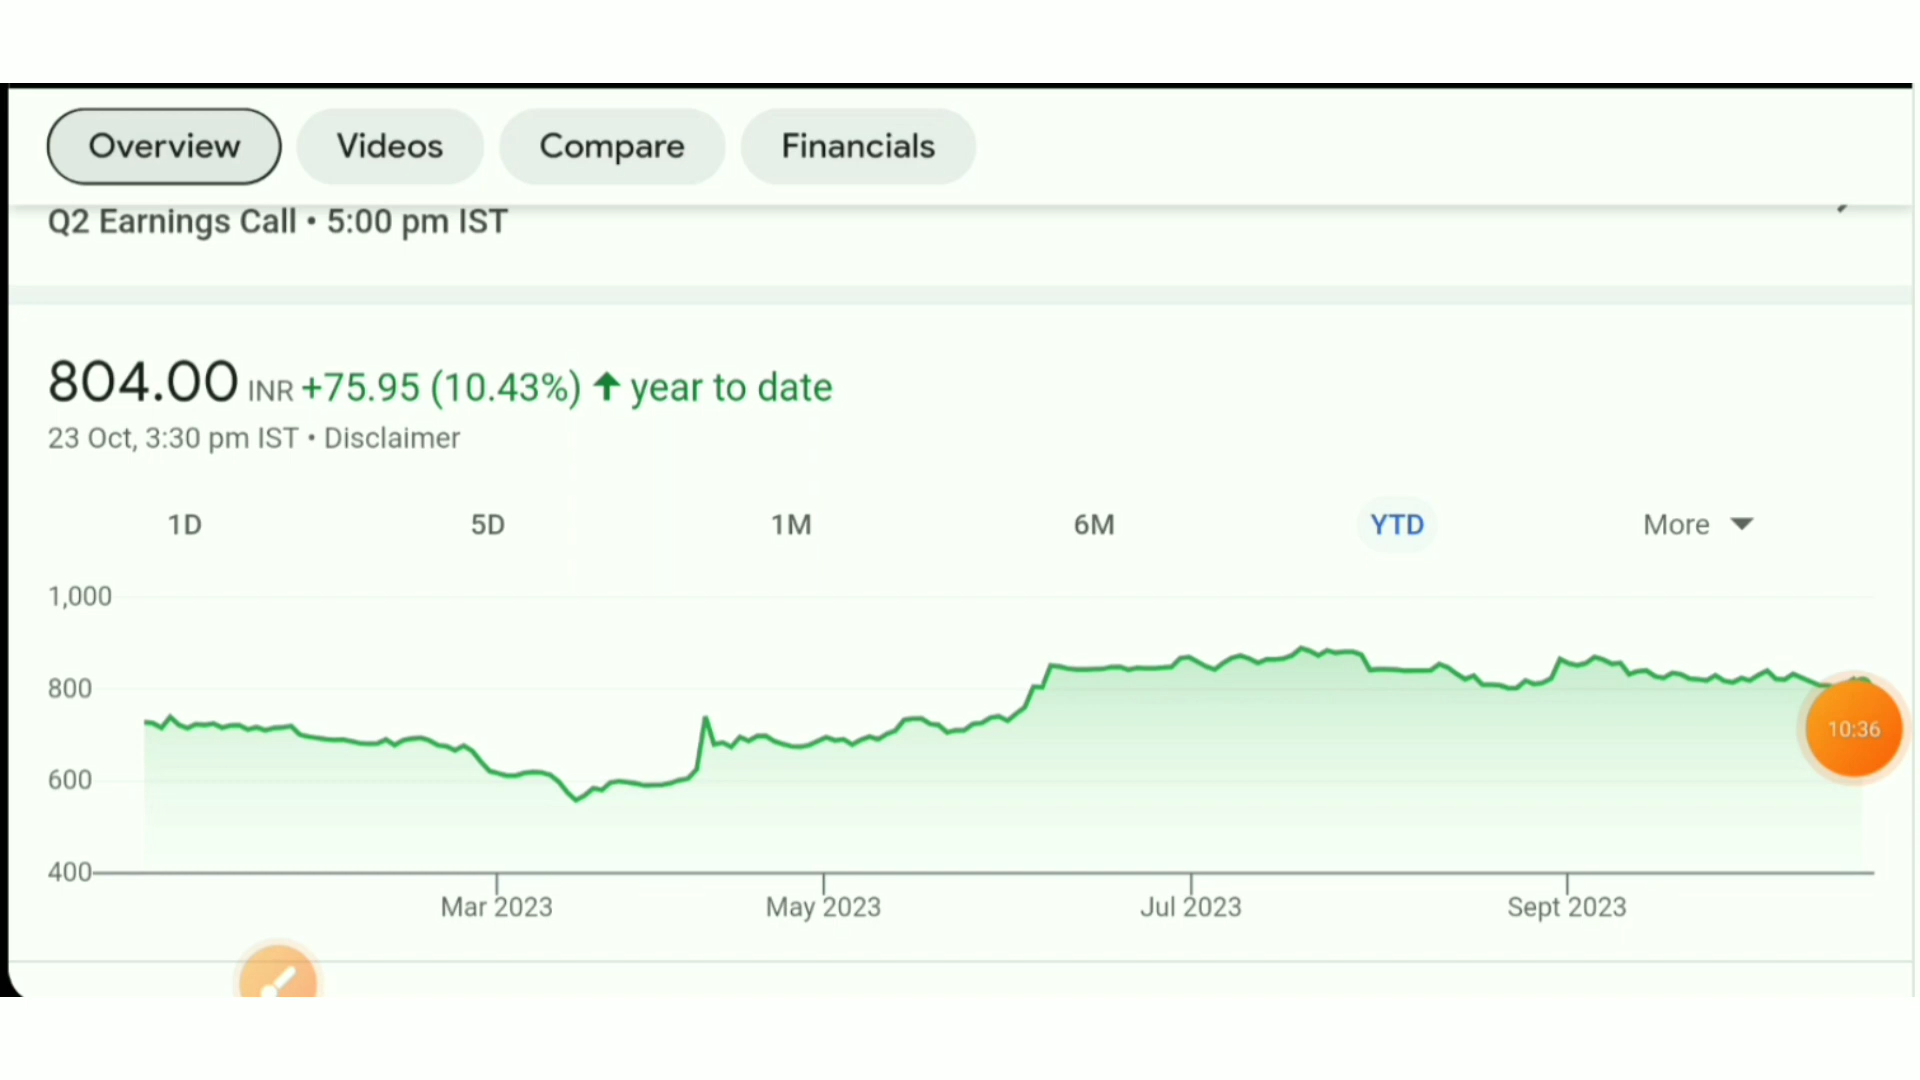 Overview Videos Compare Financials
Q2 Earnings Call • 5:00 pm IST
804.00 INR +75.95 (10.43%) ↑ year to date
23 Oct, 3:30 pm IST • Disclaimer
1D 5D 1M 6M YTD More
1,000
800
600
400
10:36
Mar 2023 May 2023 Jul 2023 Sept 2023